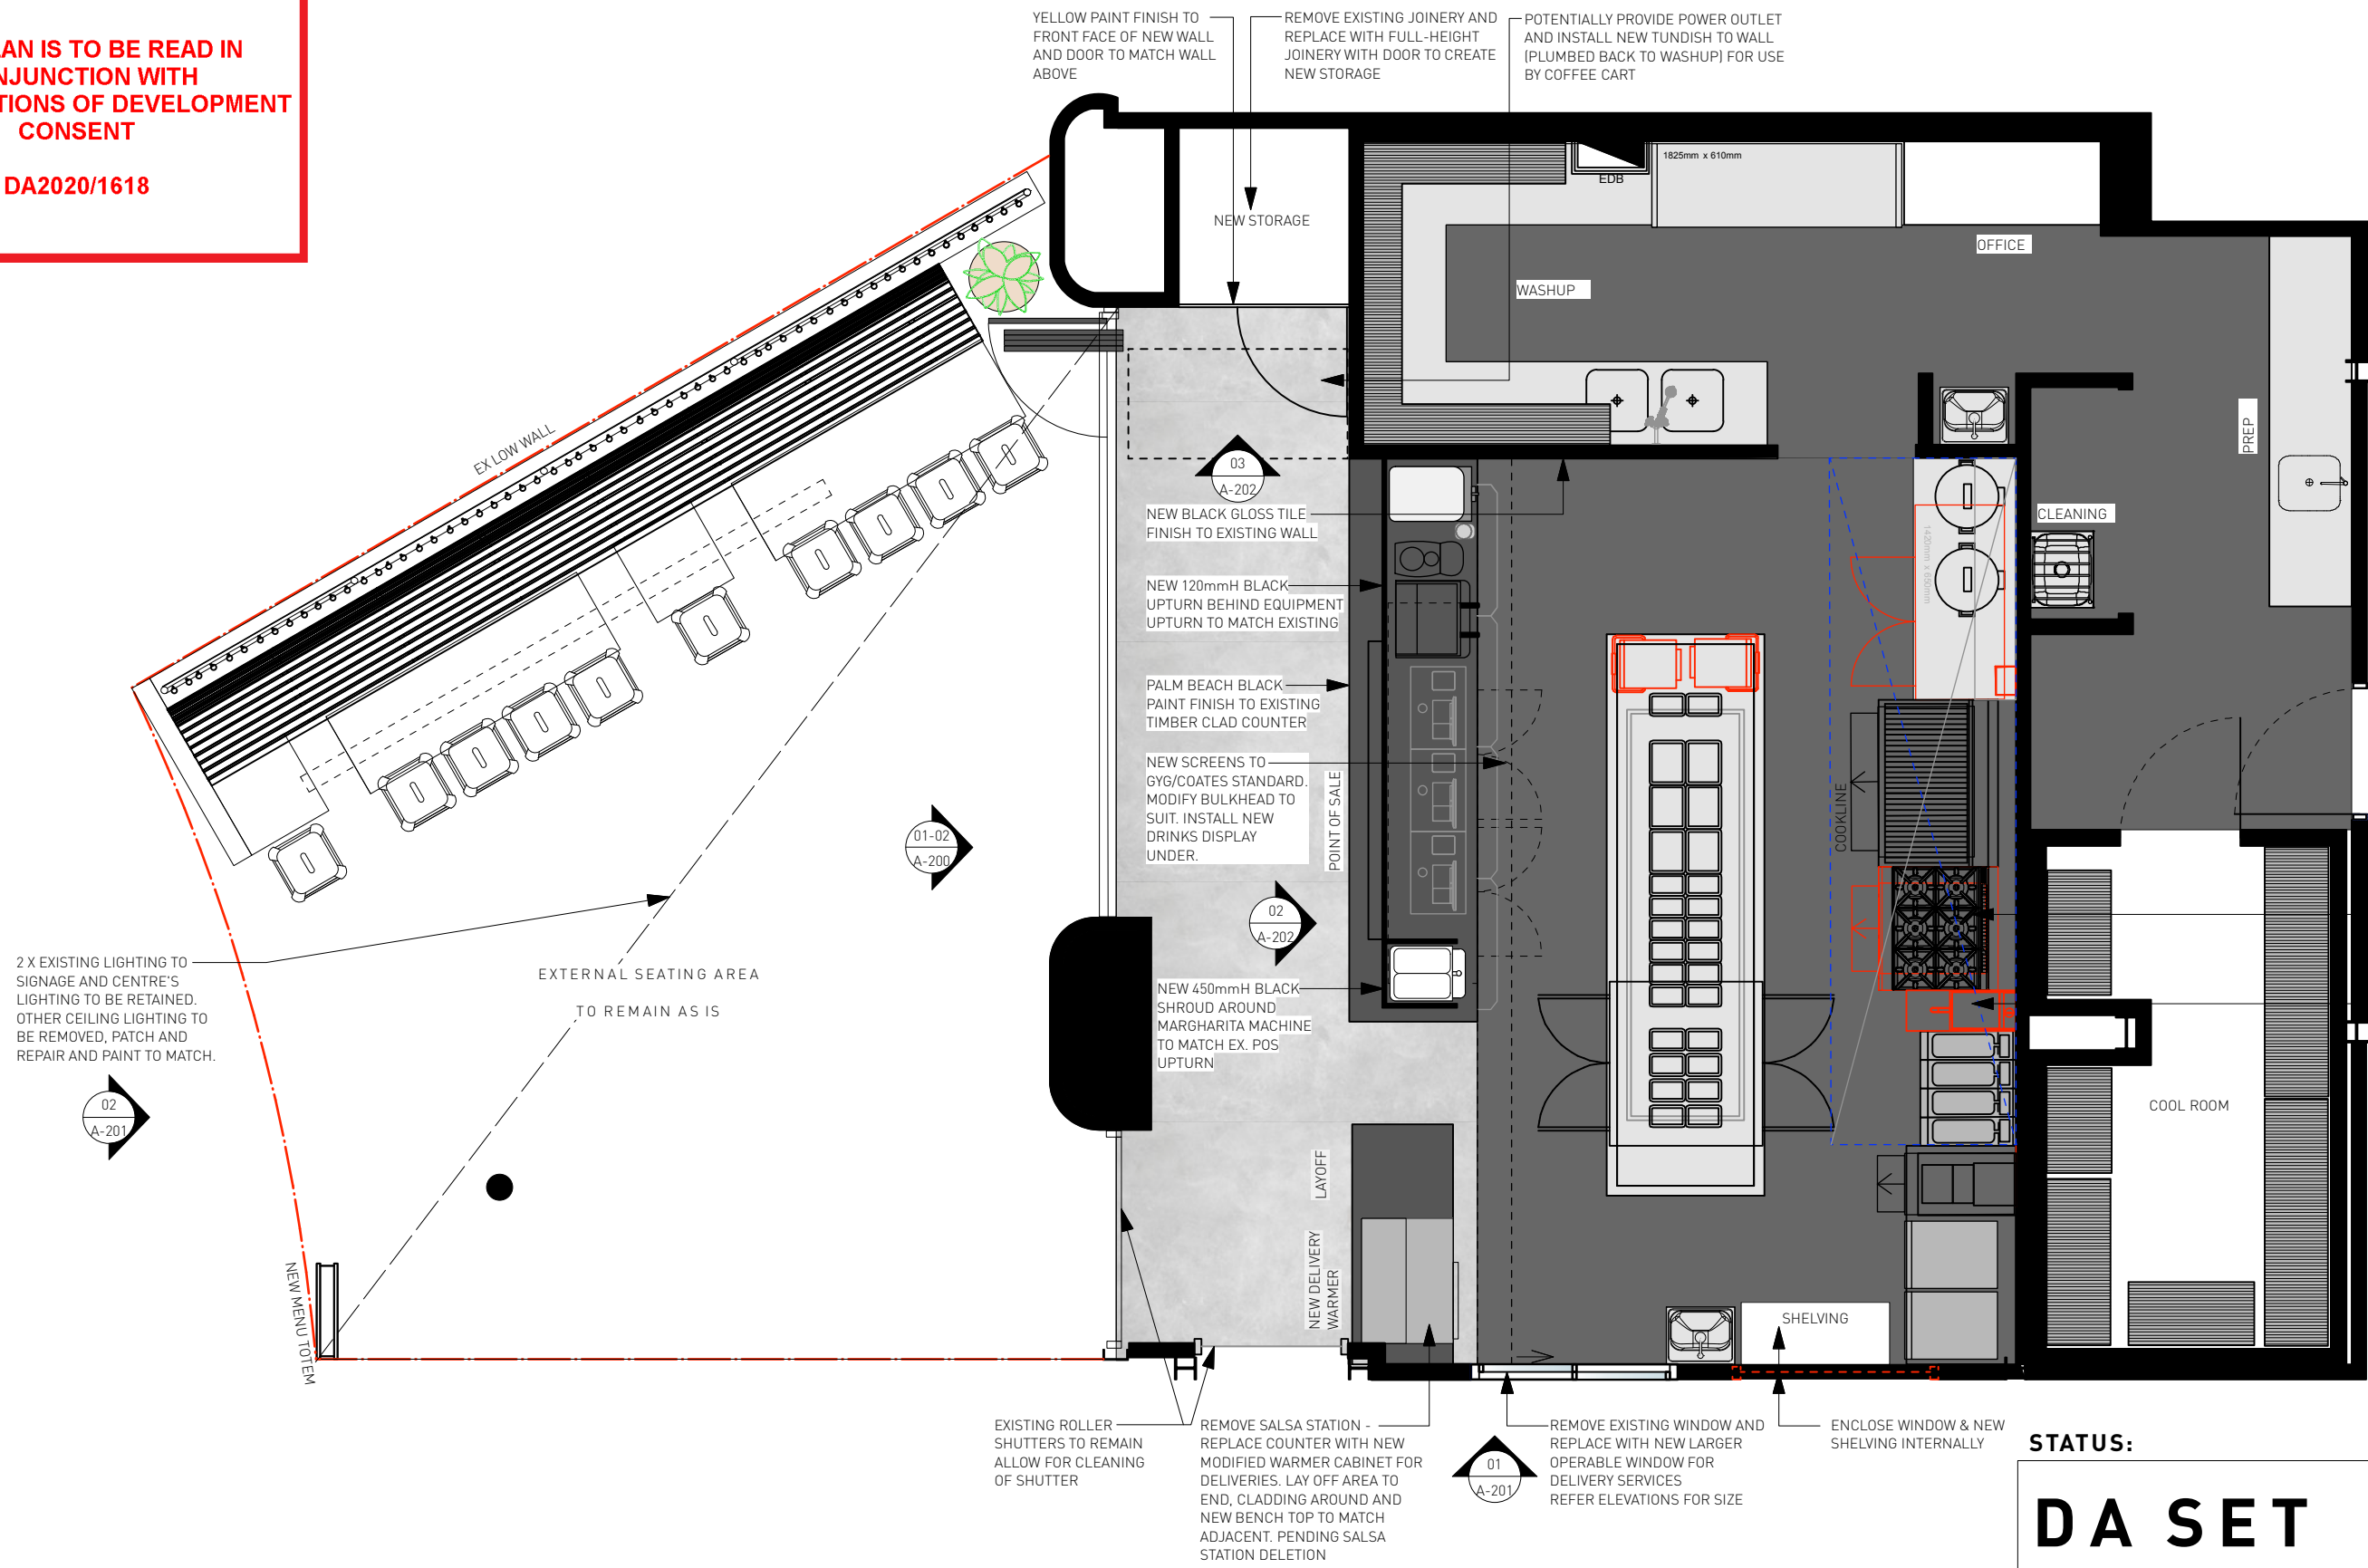 AN IS TO BE READ IN
NJUNCTION WITH
TIONS OF DEVELOPMENT
CONSENT
DA2020/1618
YELLOW PAINT FINISH TO
FRONT FACE OF NEW WALL
AND DOOR TO MATCH WALL
ABOVE
REMOVE EXISTING JOINERY AND
REPLACE WITH FULL-HEIGHT
JOINERY WITH DOOR TO CREATE
NEW STORAGE
POTENTIALLY PROVIDE POWER OUTLET
AND INSTALL NEW TUNDISH TO WALL
(PLUMBED BACK TO WASHUP) FOR USE
BY COFFEE CART
1825mm x 610mm
EDB
NEW STORAGE
OFFICE
WASHUP
PREP
EX LOW WALL
03
A-202
NEW BLACK GLOSS TILE
FINISH TO EXISTING WALL
CLEANING
1420mm x 650mm
NEW 120mmH BLACK
UPTURN BEHIND EQUIPMENT
UPTURN TO MATCH EXISTING
PALM BEACH BLACK
PAINT FINISH TO EXISTING
TIMBER CLAD COUNTER
NEW SCREENS TO
GYG/COATES STANDARD.
MODIFY BULKHEAD TO
SUIT. INSTALL NEW
DRINKS DISPLAY
UNDER.
POINT OF SALE
COOKLINE
01-02
A-200
02
A-202
2 X EXISTING LIGHTING TO
SIGNAGE AND CENTRE'S
LIGHTING TO BE RETAINED.
OTHER CEILING LIGHTING TO
BE REMOVED, PATCH AND
REPAIR AND PAINT TO MATCH.
EXTERNAL SEATING AREA
TO REMAIN AS IS
NEW 450mmH BLACK
SHROUD AROUND
MARGHARITA MACHINE
TO MATCH EX. POS
UPTURN
02
A-201
COOL ROOM
LAYOFF
NEW DELIVERY
WARMER
NEW MENU TOTEM
SHELVING
EXISTING ROLLER
SHUTTERS TO REMAIN
ALLOW FOR CLEANING
OF SHUTTER
REMOVE SALSA STATION -
REPLACE COUNTER WITH NEW
MODIFIED WARMER CABINET FOR
DELIVERIES. LAY OFF AREA TO
END, CLADDING AROUND AND
NEW BENCH TOP TO MATCH
ADJACENT. PENDING SALSA
STATION DELETION
01
A-201
REMOVE EXISTING WINDOW AND
REPLACE WITH NEW LARGER
OPERABLE WINDOW FOR
DELIVERY SERVICES
REFER ELEVATIONS FOR SIZE
ENCLOSE WINDOW & NEW
SHELVING INTERNALLY
STATUS:
DA SET